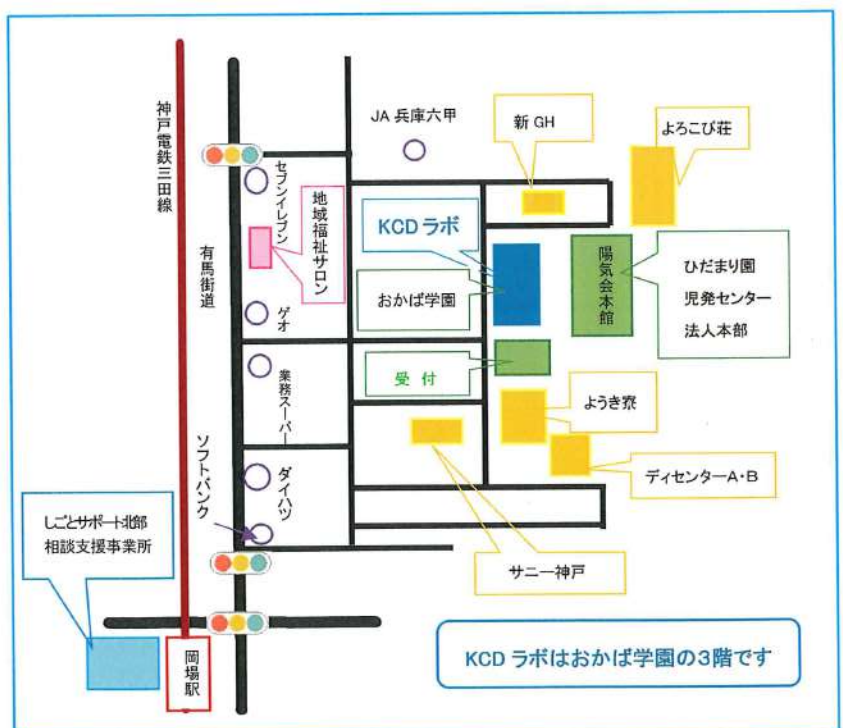 神戸電鉄三田線
有馬街道
セブンイレブン
地域福祉サロン
ゲオ
業務スーパー
ダイハツ
ソフトバンク
JA 兵庫六甲
新 GH
よろこび荘
KCD ラボ
おかば学園
陽気会本館
ひだまり園
児発センター
法人本部
受 付
ようき寮
ディセンターA・B
サニー神戸
しごとサポート北部
相談支援事業所
岡場駅
KCD ラボはおかば学園の3階です